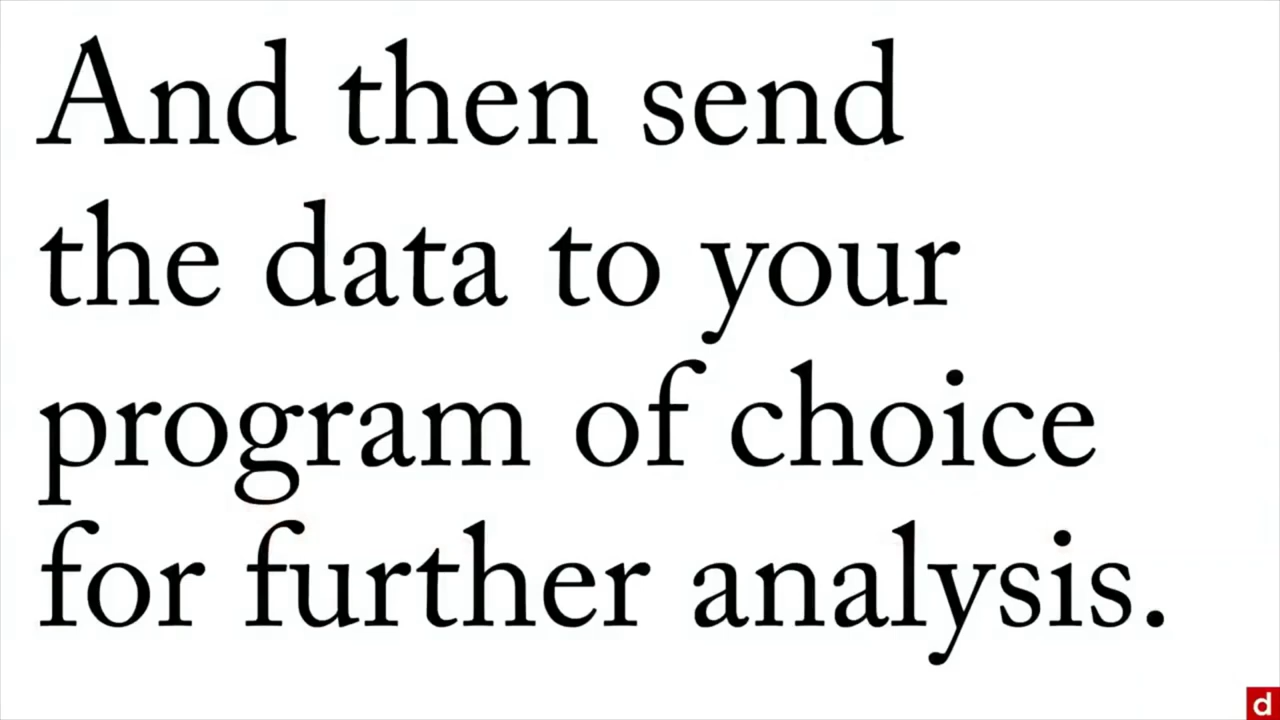 And then send
the data to your
program of choice
for further analysis.
d